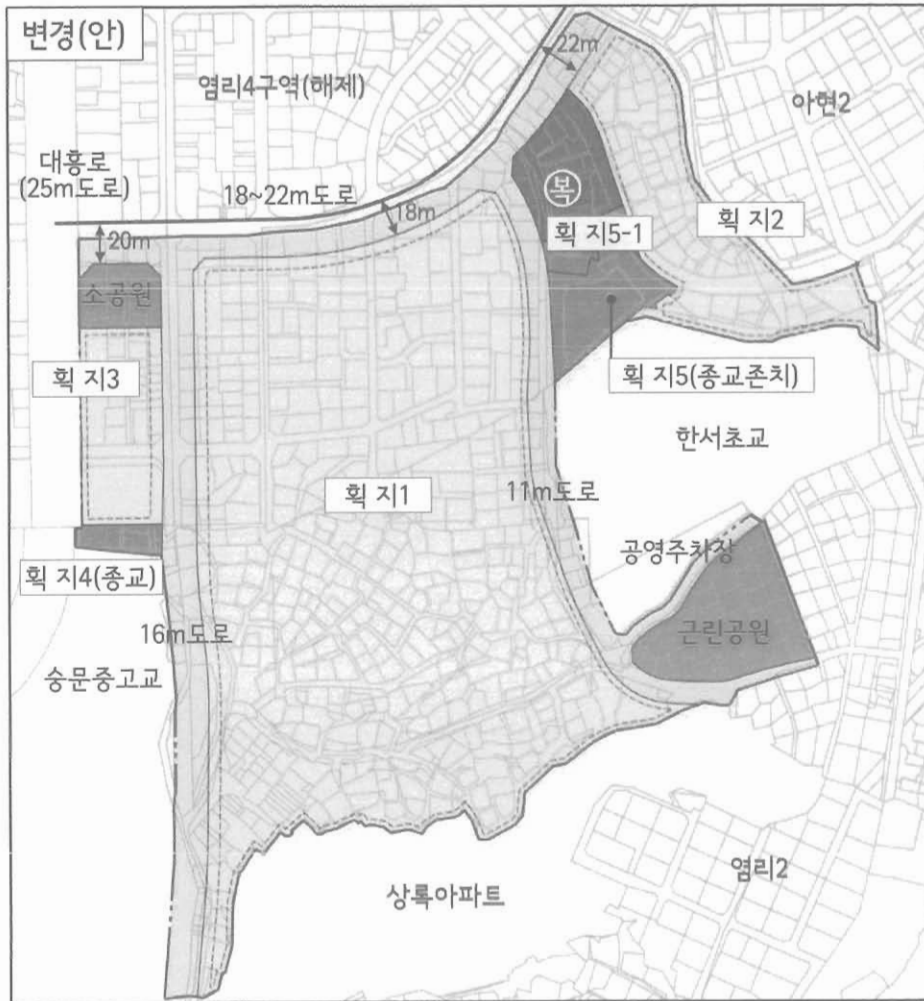 변경(안)
22m
염리4구역(해제)
아현2
대흥로
(25m도로)
18~22m도로
복
18m
획 지5-1
획 지2
20m
소공원
획 지3
획 지5(종교존치)
한서초교
획 지1
11m도로
공영주차장
획 지4(종교)
근린공원
16m도로
숭문중고교
염리2
상록아파트